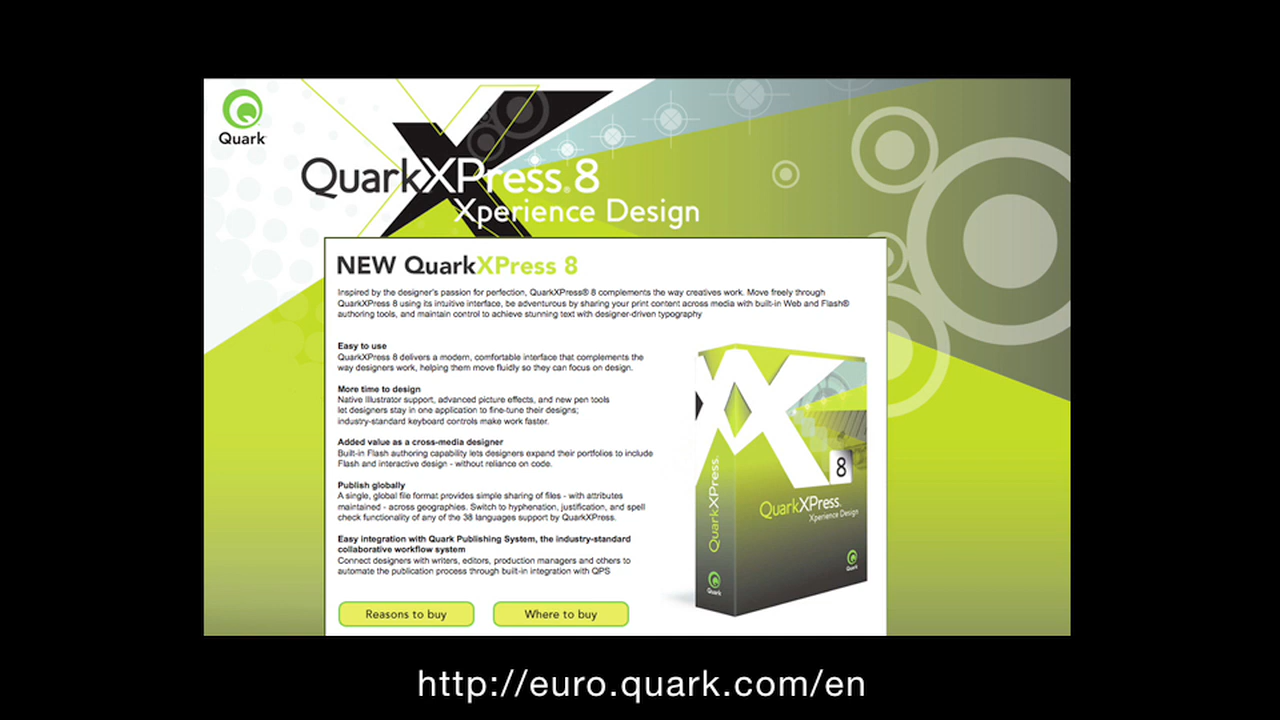 Quark
QuarkXPress® 8
Xperience Design
NEW QuarkXPress 8
Inspired by the designer's passion for perfection, QuarkXPress® 8 complements the way creatives work. Move freely through
QuarkXPress 8 using its intuitive interface, be adventurous by sharing your print content across media with built-in Web and Flash®
authoring tools, and maintain control to achieve stunning text with designer-driven typography
Easy to use
QuarkXPress 8 delivers a modern, comfortable interface that complements the
way designers work, helping them move fluidly so they can focus on design.
More time to design
Native Illustrator support, advanced picture effects, and new pen tools
let designers stay in one application to fine-tune their designs;
industry-standard keyboard controls make work faster.
Added value as a cross-media designer
Built-in Flash authoring capability lets designers expand their portfolios to include
Flash and interactive design - without reliance on code.
Publish globally
A single, global file format provides simple sharing of files - with attributes
maintained - across geographies. Switch to hyphenation, justification, and spell
check functionality of any of the 38 languages support by QuarkXPress.
Easy integration with Quark Publishing System, the industry-standard
collaborative workflow system
Connect designers with writers, editors, production managers and others to
automate the publication process through built-in integration with QPS
Reasons to buy
Where to buy
8
QuarkXPress.
Xperience Design
QuarkXPress.
Quark
Quark
http://euro.quark.com/en